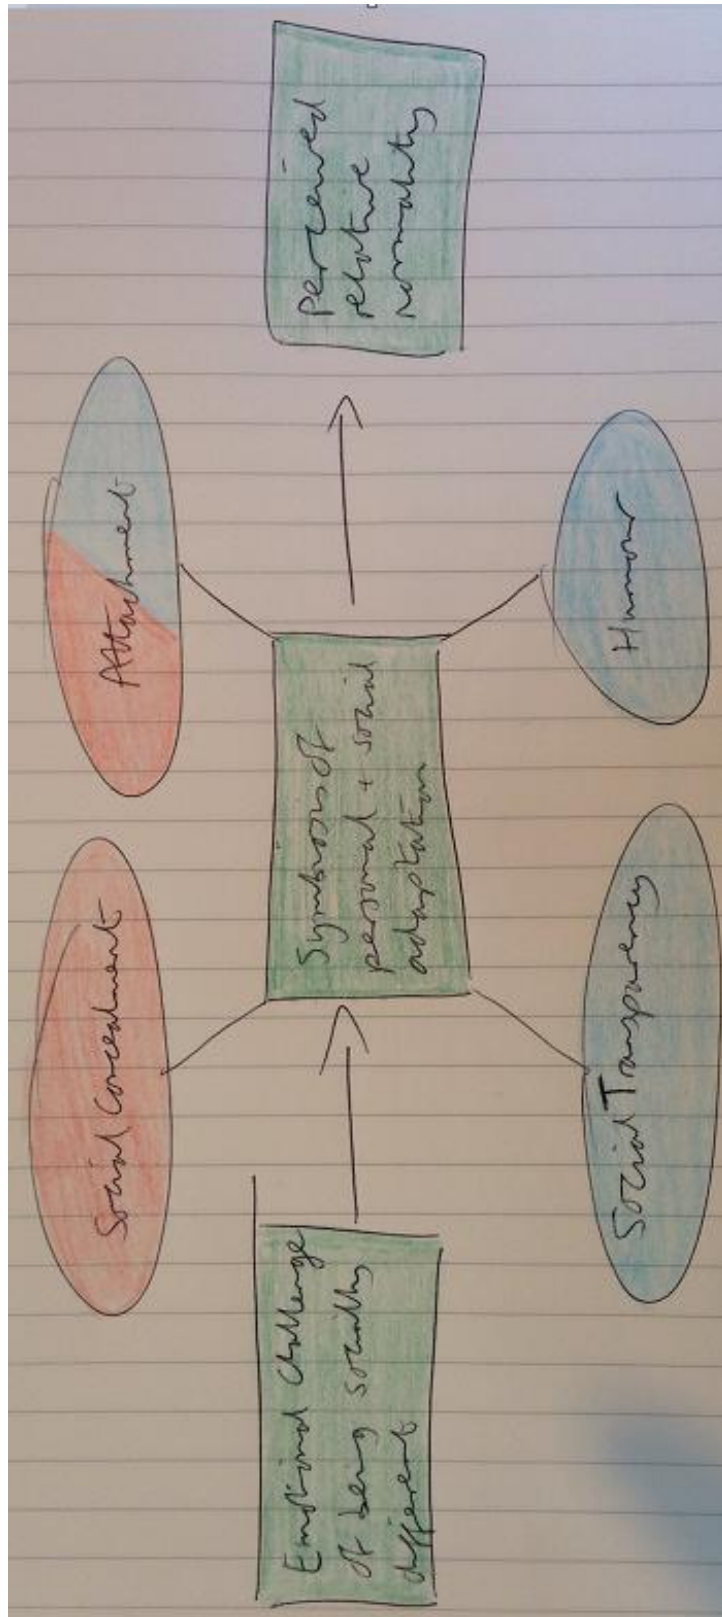 Social Concealment
Attachment
Emotional challenge
of being socially
different
Symbiosis of
personal + social
adaptation
Perceived
relative
normality
Social Transparency
Humour